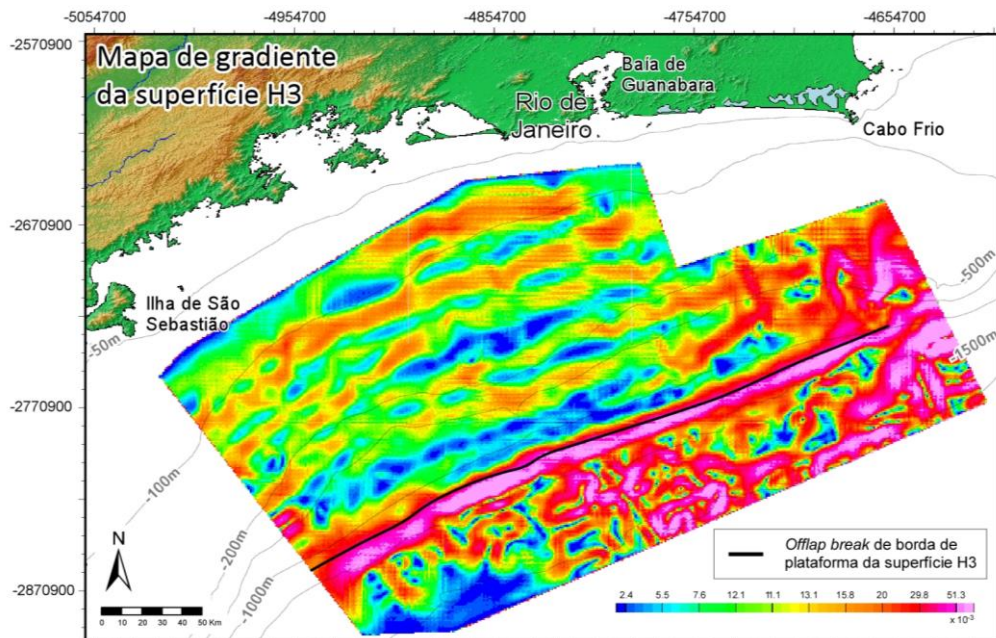 -5054700 -4954700 -4854700 -4754700 -4654700
-2570900
Mapa de gradiente
da superfície H3
Baia de
Guanabara
Rio de
Janeiro
Cabo Frio
-2670900
Ilha de São
Sebastião
-50m
-500m
-1500m
-2770900
-100m
-200m
-1000m
N
-2870900
0 10 20 30 40 50 Km
Offlap break de borda de
plataforma da superfície H3
2.4 5.5 7.6 12.1 11.1 13.1 15.8 20 29.8 51.3
x 10-3